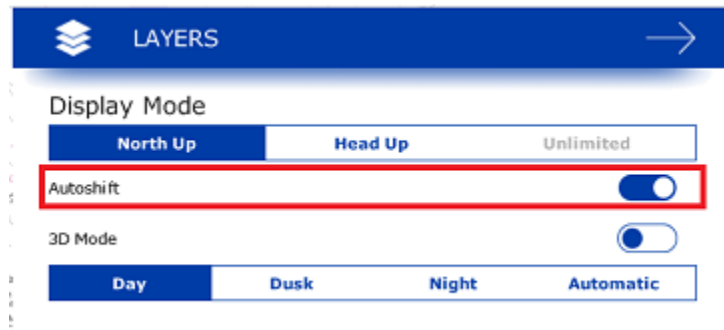 LAYERS
Display Mode
North Up Head Up Unlimited
Autoshift
3D Mode
Day Dusk Night Automatic